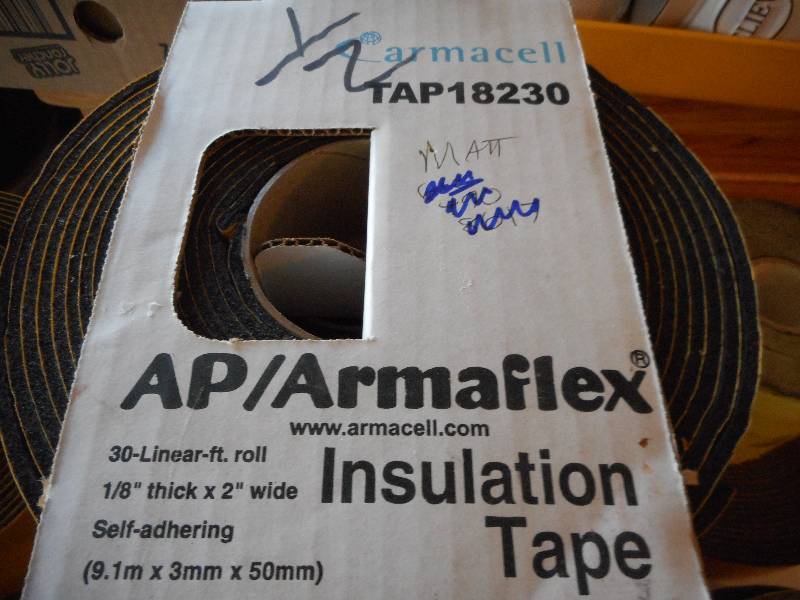 armacell
TAP18230
MATT
AP/Armaflex®
www.armacell.com
30-Linear-ft. roll
1/8" thick x 2" wide
Self-adhering
(9.1m x 3mm x 50mm)
Insulation
Tape